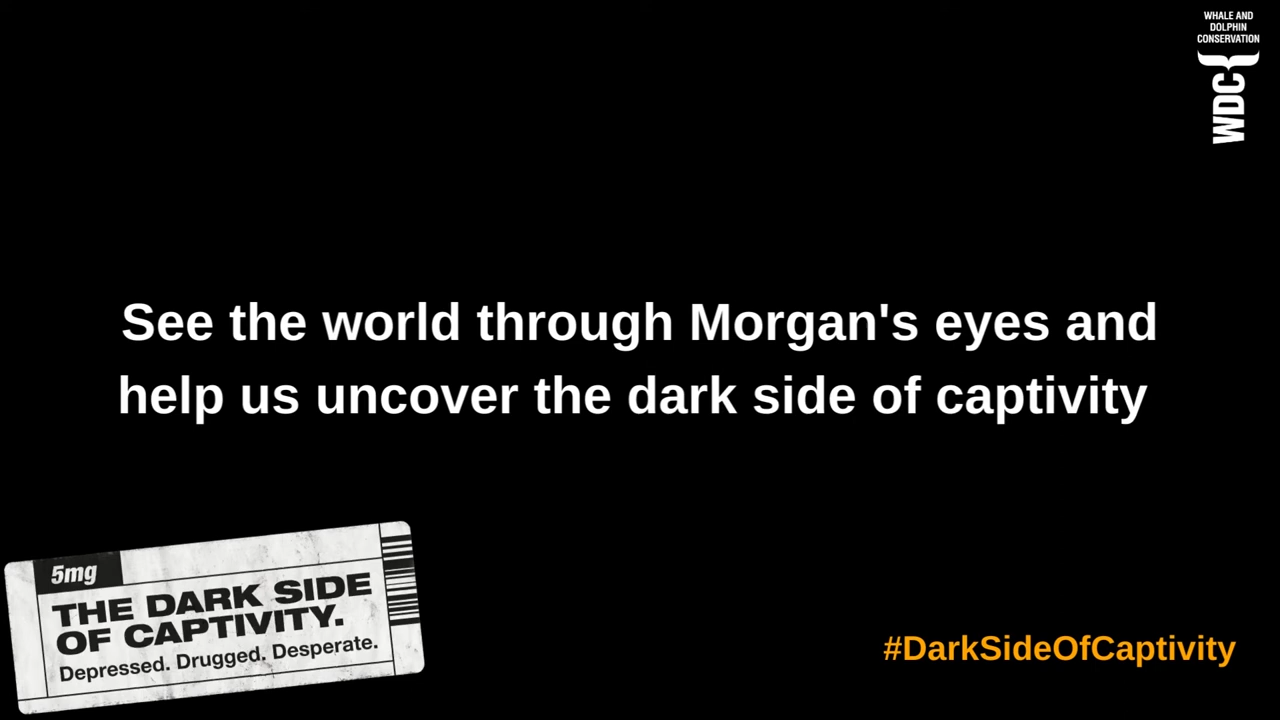 WHALE AND
DOLPHIN
CONSERVATION
WDC
See the world through Morgan's eyes and
help us uncover the dark side of captivity
5mg
THE DARK SIDE
OF CAPTIVITY.
Depressed. Drugged. Desperate.
#DarkSideOfCaptivity